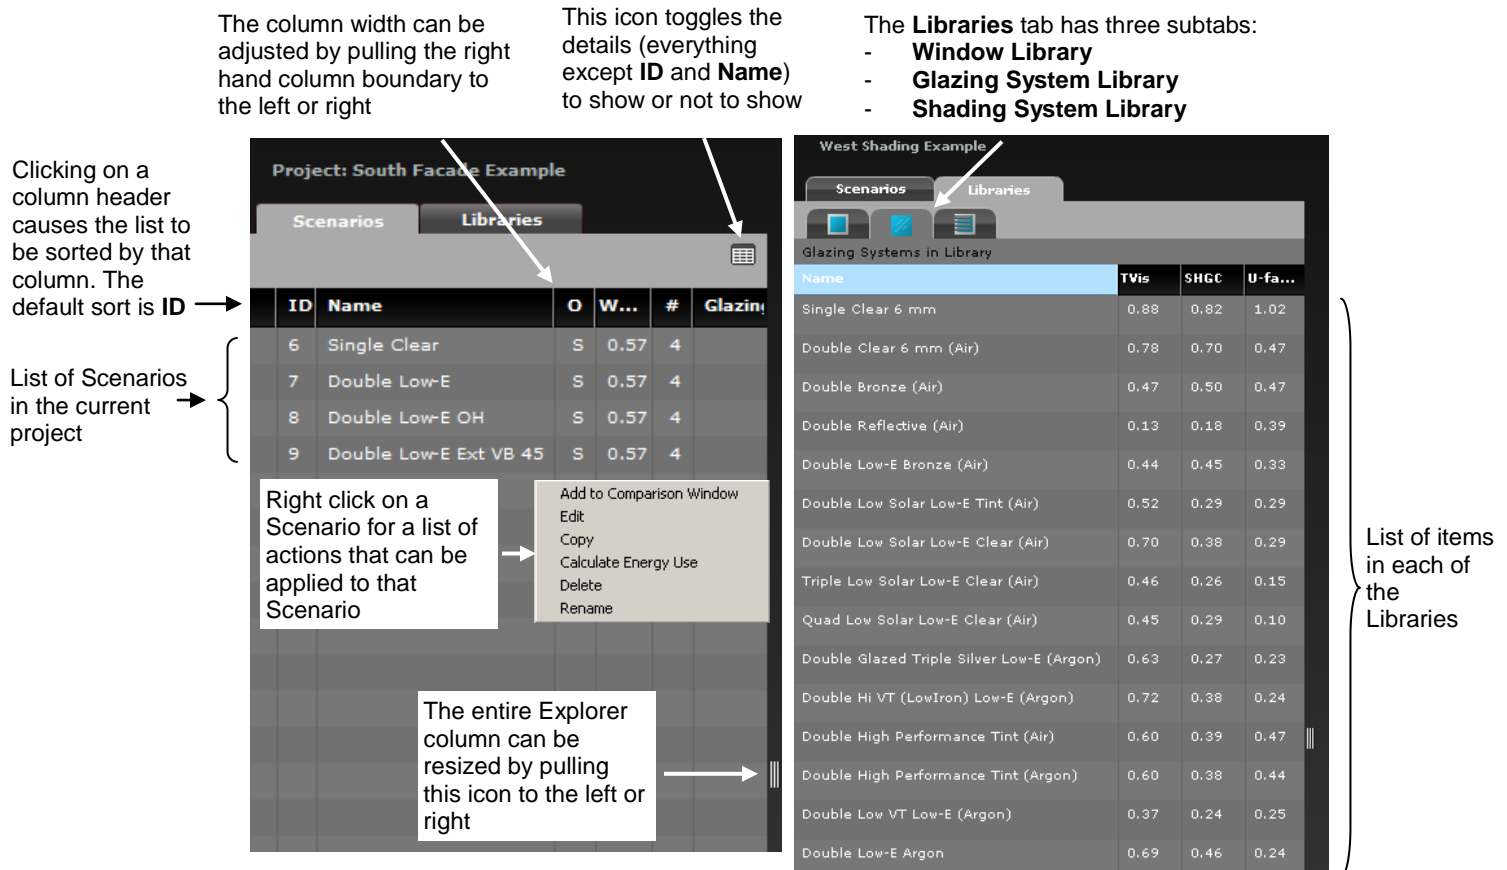 The column width can be
adjusted by pulling the right
hand column boundary to
the left or right
This icon toggles the
details (everything
except ID and Name)
to show or not to show
The Libraries tab has three subtabs:
- Window Library
- Glazing System Library
- Shading System Library
Clicking on a
column header
causes the list to
be sorted by that
column. The
default sort is ID
List of Scenarios
in the current
project
Project: South Facade Example
Scenarios Libraries
ID Name O W... # Glazin
6 Single Clear S 0.57 4
7 Double Low-E S 0.57 4
8 Double Low-E OH S 0.57 4
9 Double Low-E Ext VB 45 S 0.57 4
Right click on a
Scenario for a list of
actions that can be
applied to that
Scenario
Add to Comparison Window
Edit
Copy
Calculate Energy Use
Delete
Rename
The entire Explorer
column can be
resized by pulling
this icon to the left or
right
West Shading Example
Scenarios Libraries
Glazing Systems in Library
Name TVis SHGC U-fa...
Single Clear 6 mm 0.88 0.82 1.02
Double Clear 6 mm (Air) 0.78 0.70 0.47
Double Bronze (Air) 0.47 0.50 0.47
Double Reflective (Air) 0.13 0.18 0.39
Double Low-E Bronze (Air) 0.44 0.45 0.33
Double Low Solar Low-E Tint (Air) 0.52 0.29 0.29
Double Low Solar Low-E Clear (Air) 0.70 0.38 0.29
Triple Low Solar Low-E Clear (Air) 0.46 0.26 0.15
Quad Low Solar Low-E Clear (Air) 0.45 0.29 0.10
Double Glazed Triple Silver Low-E (Argon) 0.63 0.27 0.23
Double Hi VT (LowIron) Low-E (Argon) 0.72 0.38 0.24
Double High Performance Tint (Air) 0.60 0.39 0.47
Double High Performance Tint (Argon) 0.60 0.38 0.44
Double Low VT Low-E (Argon) 0.37 0.24 0.25
Double Low-E Argon 0.69 0.46 0.24
List of items
in each of
the
Libraries